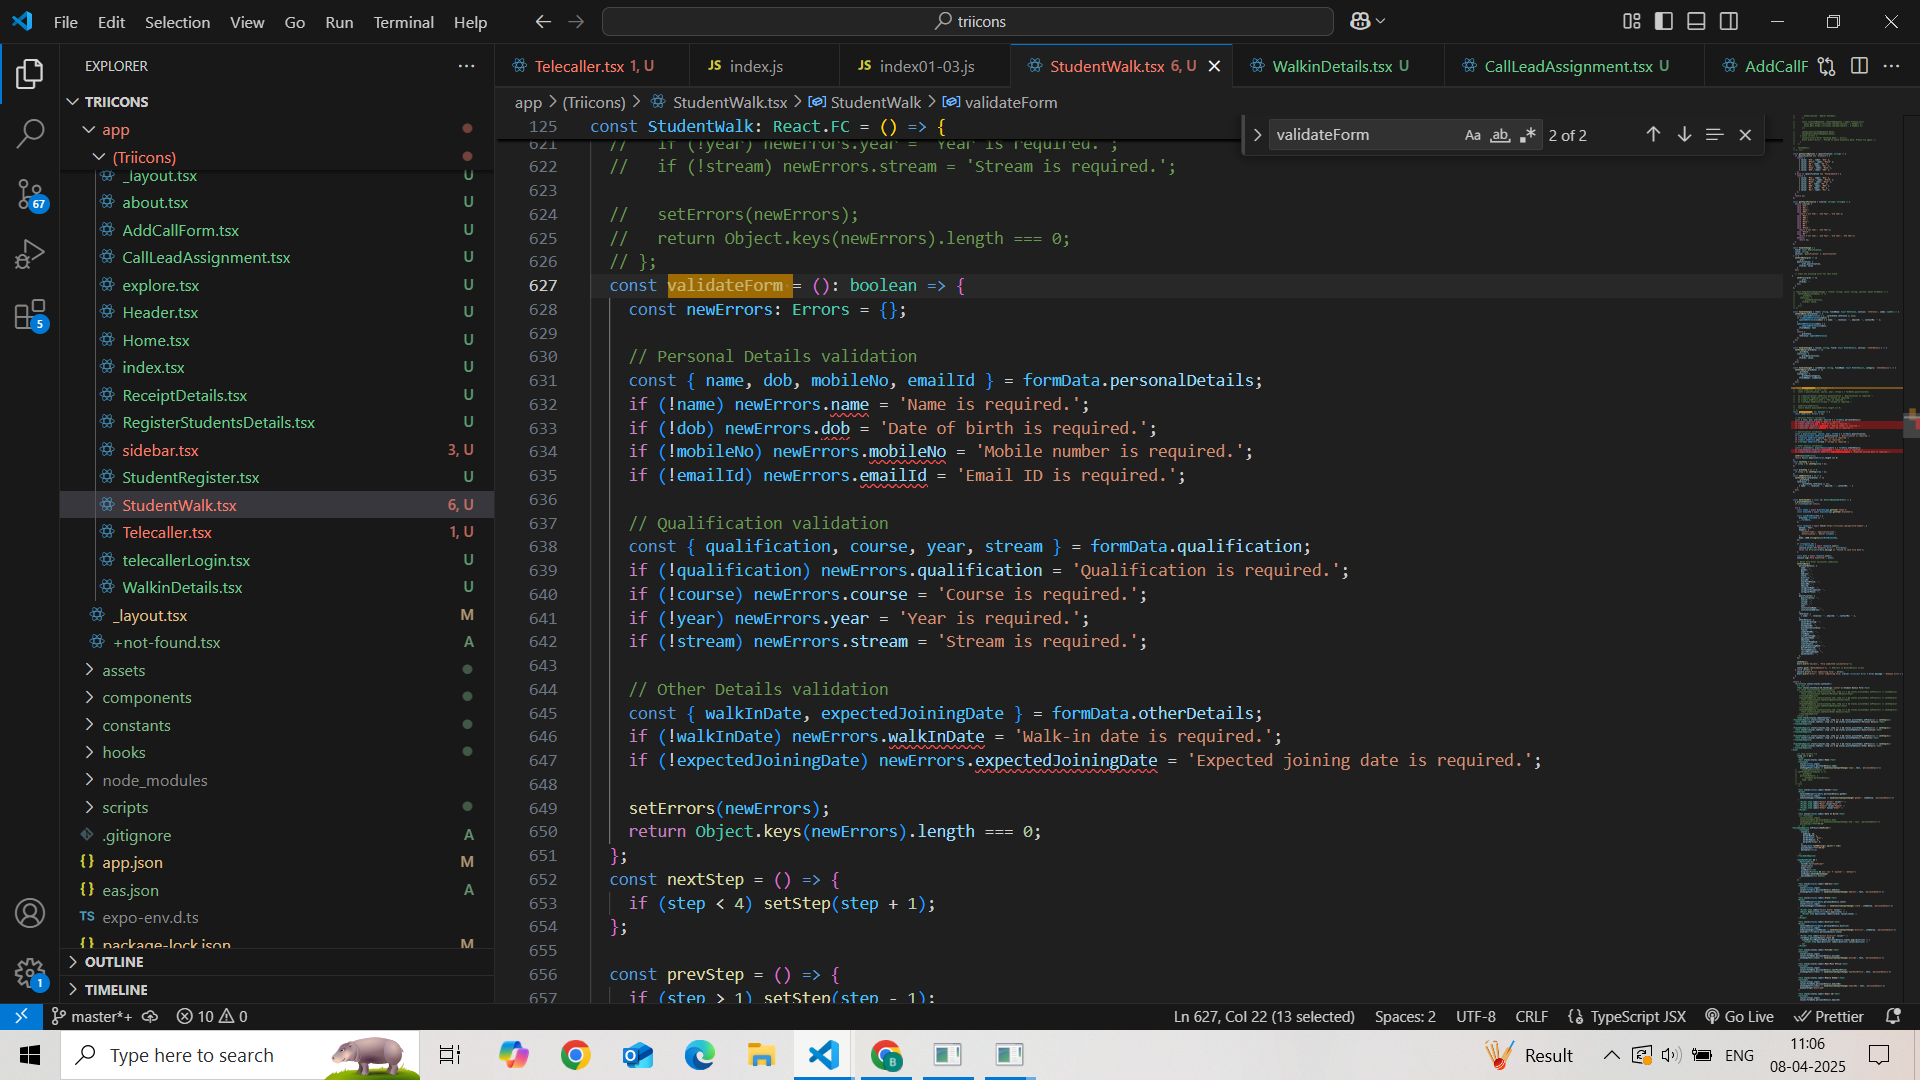 File Edit Selection View Go Run Terminal Help
triicons
EXPLORER
TRIICONS
app
(Triicons)
_layout.tsx U
about.tsx U
AddCallForm.tsx U
CallLeadAssignment.tsx U
explore.tsx U
Header.tsx U
Home.tsx U
index.tsx U
ReceiptDetails.tsx U
RegisterStudentsDetails.tsx U
sidebar.tsx 3, U
StudentRegister.tsx U
StudentWalk.tsx 6, U
Telecaller.tsx 1, U
telecallerLogin.tsx U
WalkinDetails.tsx U
_layout.tsx M
+not-found.tsx A
assets
components
constants
hooks
node_modules
scripts
.gitignore A
{} app.json M
{} eas.json A
TS expo-env.d.ts
{} package-lock.json M
OUTLINE
TIMELINE
67
5
1
Telecaller.tsx 1, U
JS index.js
JS index01-03.js
StudentWalk.tsx 6, U
WalkinDetails.tsx U
CallLeadAssignment.tsx U
AddCallF
app > (Triicons) > StudentWalk.tsx > StudentWalk > validateForm
validateForm Aa ab 2 of 2
125 const StudentWalk: React.FC = () => {
621 // if (!year) newErrors.year = 'Year is required.';
622 // if (!stream) newErrors.stream = 'Stream is required.';
623
624 // setErrors(newErrors);
625 // return Object.keys(newErrors).length === 0;
626 // };
627 const validateForm = (): boolean => {
628 const newErrors: Errors = {};
629
630 // Personal Details validation
631 const { name, dob, mobileNo, emailId } = formData.personalDetails;
632 if (!name) newErrors.name = 'Name is required.';
633 if (!dob) newErrors.dob = 'Date of birth is required.';
634 if (!mobileNo) newErrors.mobileNo = 'Mobile number is required.';
635 if (!emailId) newErrors.emailId = 'Email ID is required.';
636
637 // Qualification validation
638 const { qualification, course, year, stream } = formData.qualification;
639 if (!qualification) newErrors.qualification = 'Qualification is required.';
640 if (!course) newErrors.course = 'Course is required.';
641 if (!year) newErrors.year = 'Year is required.';
642 if (!stream) newErrors.stream = 'Stream is required.';
643
644 // Other Details validation
645 const { walkInDate, expectedJoiningDate } = formData.otherDetails;
646 if (!walkInDate) newErrors.walkInDate = 'Walk-in date is required.';
647 if (!expectedJoiningDate) newErrors.expectedJoiningDate = 'Expected joining date is required.';
648
649 setErrors(newErrors);
650 return Object.keys(newErrors).length === 0;
651 };
652 const nextStep = () => {
653 if (step < 4) setStep(step + 1);
654 };
655
656 const prevStep = () => {
657 if (step > 1) setStep(step - 1);
master*+ 10 0
Ln 627, Col 22 (13 selected) Spaces: 2 UTF-8 CRLF {} TypeScript JSX Go Live Prettier
Type here to search
Result
ENG
11:06
08-04-2025